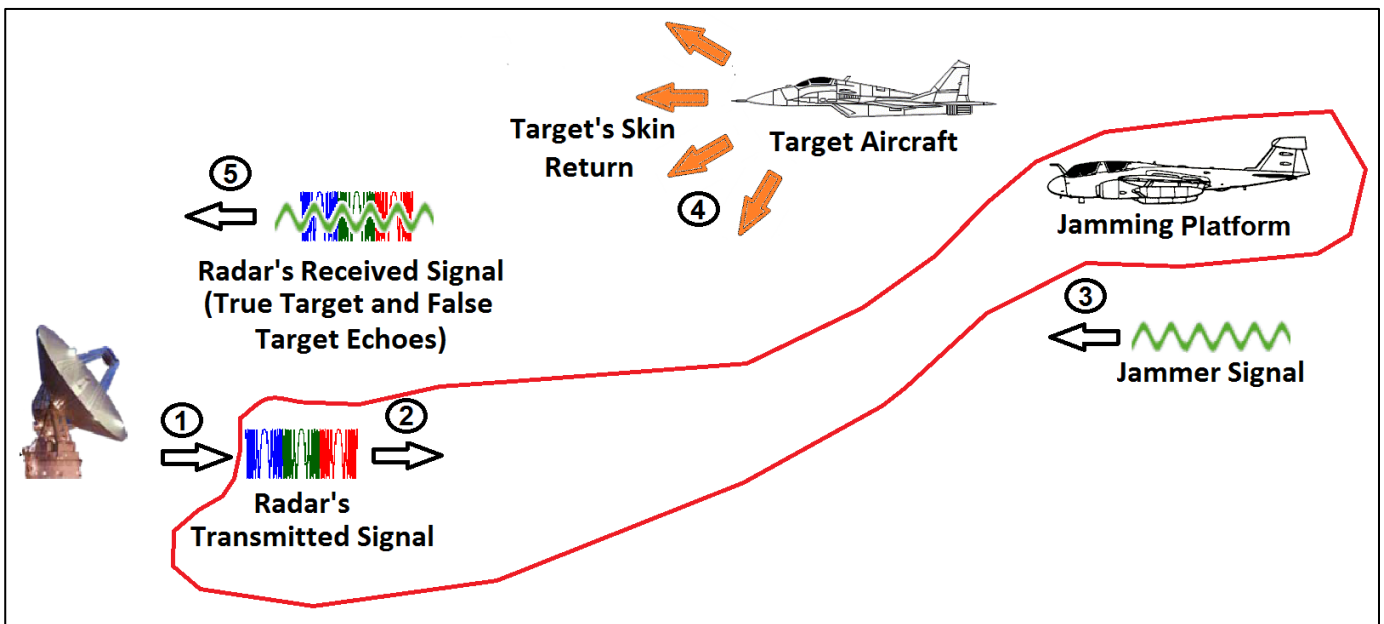 Target's Skin
Return
Target Aircraft
4
Jamming Platform
5
Radar's Received Signal
(True Target and False
Target Echoes)
3
Jammer Signal
1
2
Radar's
Transmitted Signal